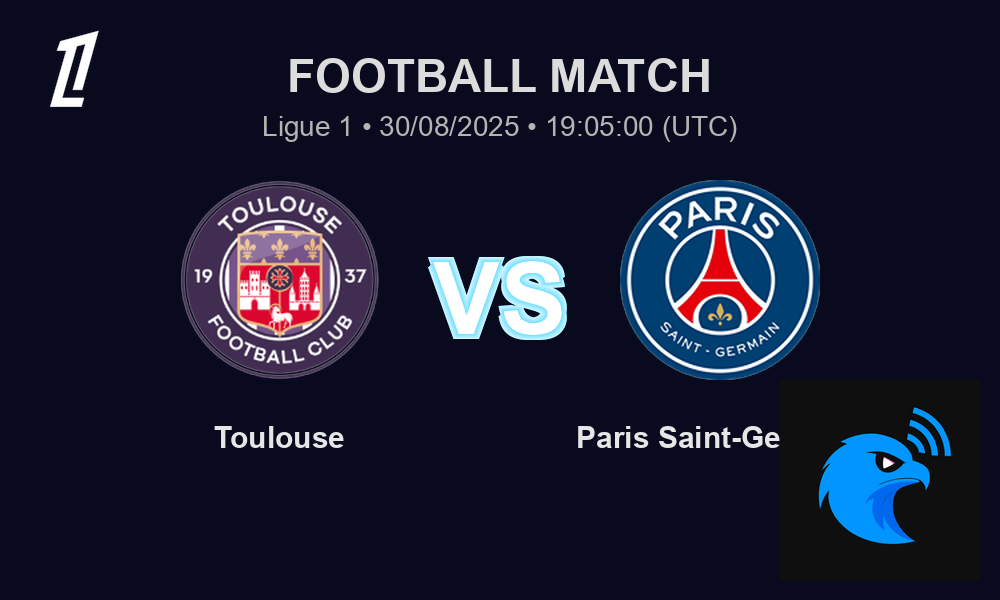 FOOTBALL MATCH
Ligue 1 • 30/08/2025 • 19:05:00 (UTC)
TOULOUSE
19 37
FOOTBALL CLUB
VS
PARIS
SAINT - GERMAIN
Toulouse
Paris Saint-Ge